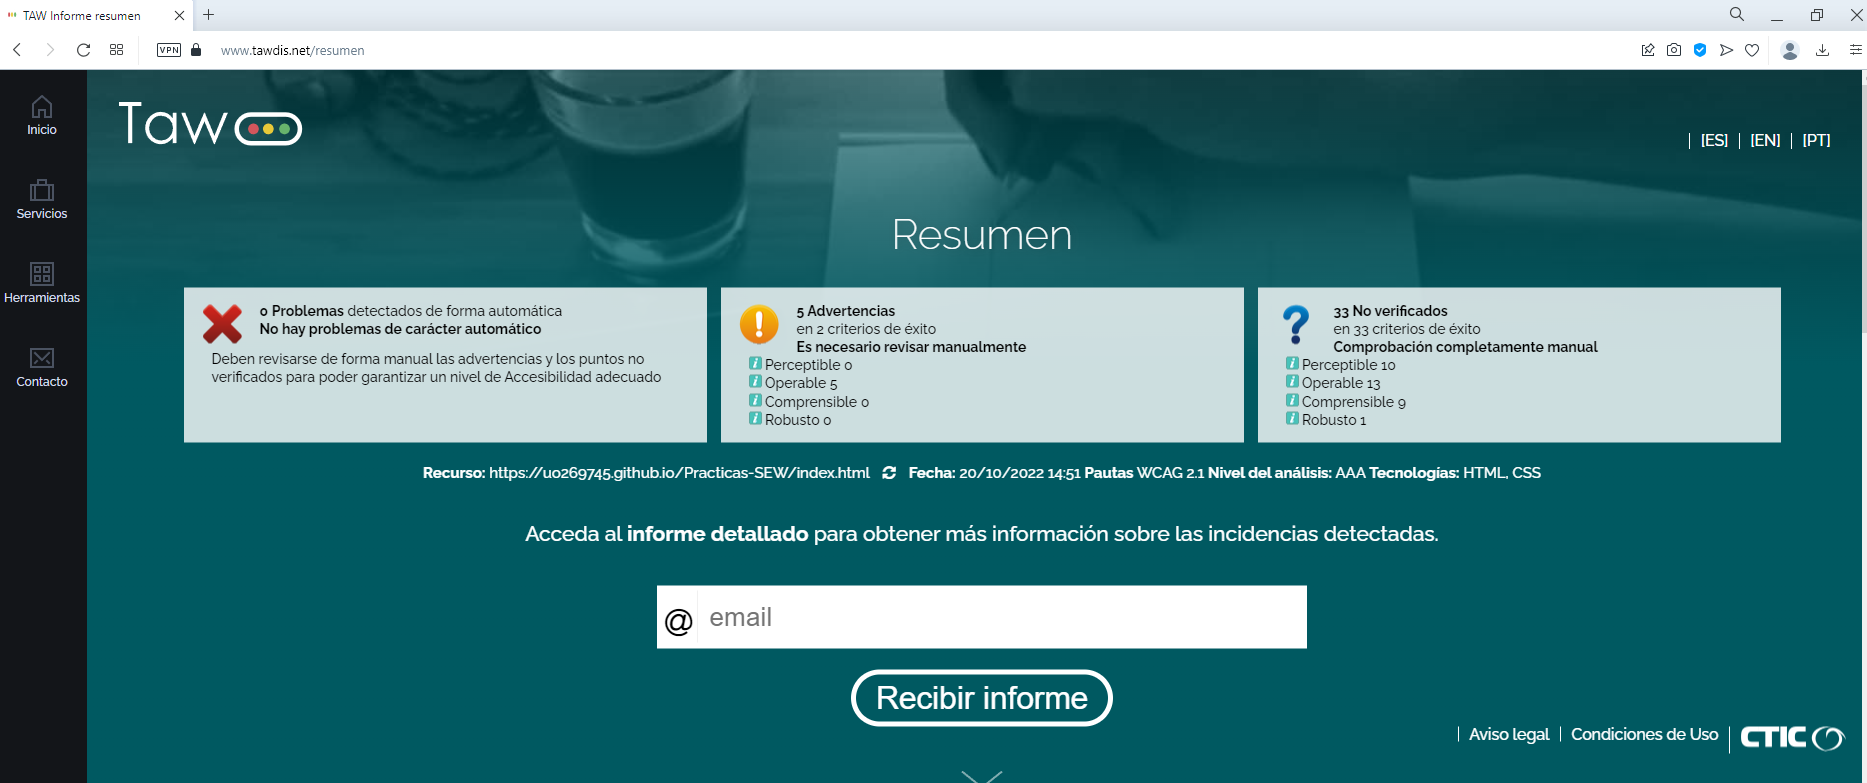 TAW Informe resumen
VPN
www.tawdis.net/resumen
Inicio
Servicios
Herramientas
Contacto
Taw
[ES]
[EN]
[PT]
Resumen
0 Problemas detectados de forma automática
No hay problemas de carácter automático
Deben revisarse de forma manual las advertencias y los puntos no
verificados para poder garantizar un nivel de Accesibilidad adecuado
5 Advertencias
en 2 criterios de éxito
Es necesario revisar manualmente
Perceptible 0
Operable 5
Comprensible 0
Robusto 0
33 No verificados
en 33 criterios de éxito
Comprobación completamente manual
Perceptible 10
Operable 13
Comprensible 9
Robusto 1
Recurso: https://uo269745.github.io/Practicas-SEW/index.html Fecha: 20/10/2022 14:51 Pautas WCAG 2.1 Nivel del análisis: AAA Tecnologías: HTML, CSS
Acceda al informe detallado para obtener más información sobre las incidencias detectadas.
@ email
Recibir informe
Aviso legal
Condiciones de Uso
CTIC